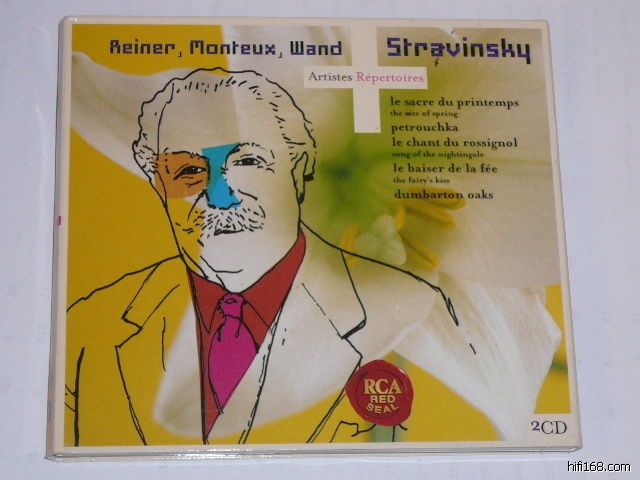 Reiner, Monteux, Wand
Stravinsky
Artistes Répertoires
le sacre du printemps
the rite of spring
petrouchka
le chant du rossignol
song of the nightingale
le baiser de la fée
the fairy's kiss
dumbarton oaks
RCA
RED
SEAL
2CD
hifi168.com